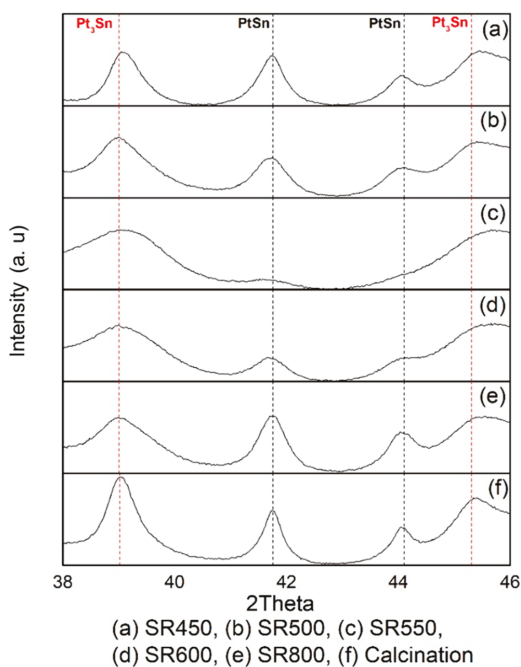 Pt₃Sn PtSn PtSn Pt₃Sn
(a)
(b)
(c)
(d)
(e)
(f)
Intensity (a. u)
38 40 42 44 46
2Theta
(a) SR450, (b) SR500, (c) SR550,
(d) SR600, (e) SR800, (f) Calcination